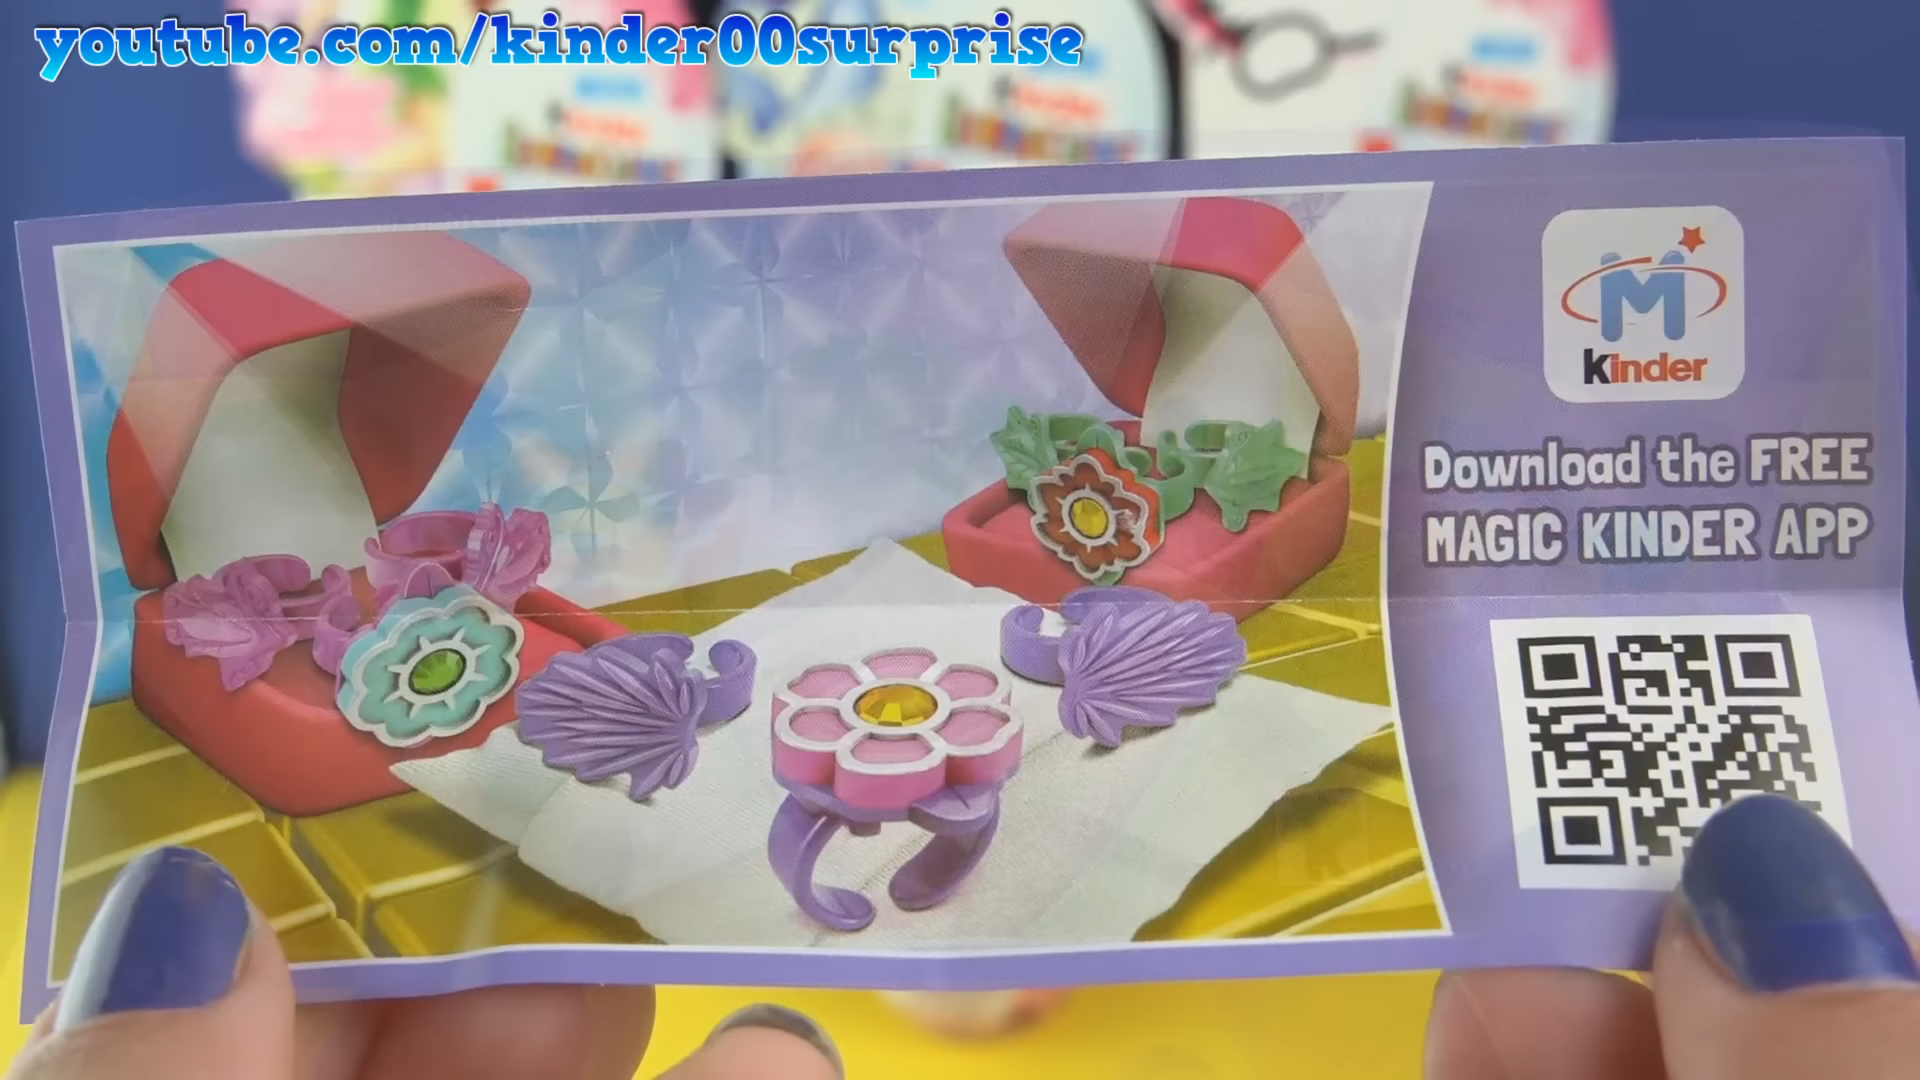 youtube.com/kinder00surprise
M
kinder
Download the FREE
MAGIC KINDER APP